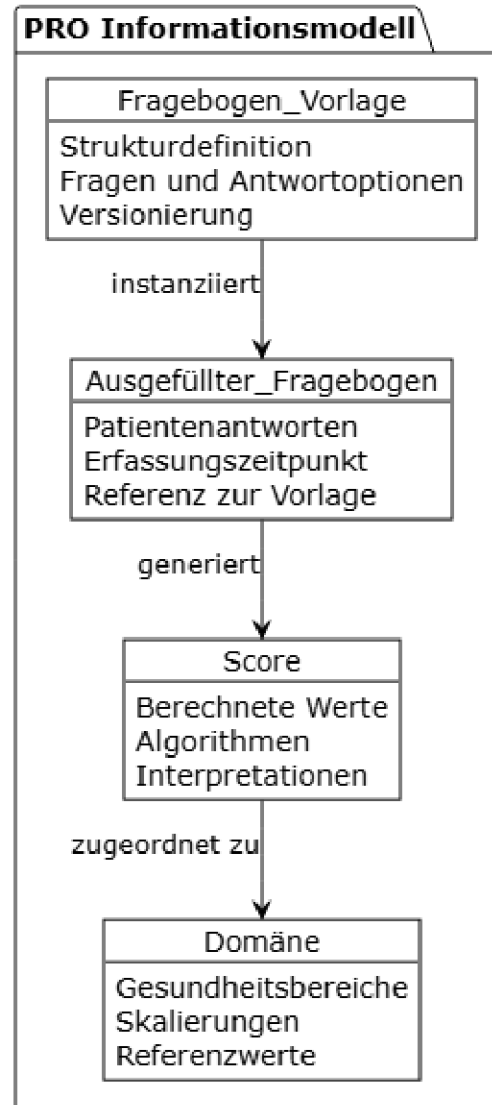 PRO Informationsmodell
Fragebogen_Vorlage
Strukturdefinition
Fragen und Antwortoptionen
Versionierung
instanziiert
Ausgefüllter_Fragebogen
Patientenantworten
Erfassungszeitpunkt
Referenz zur Vorlage
generiert
Score
Berechnete Werte
Algorithmen
Interpretationen
zugeordnet zu
Domäne
Gesundheitsbereiche
Skalierungen
Referenzwerte